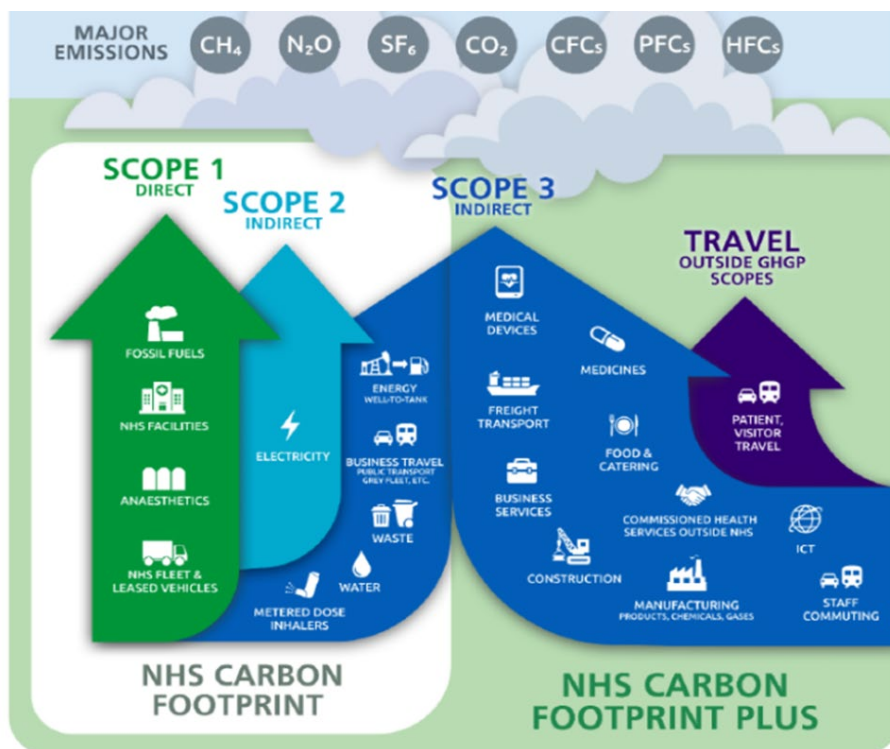 MAJOR
EMISSIONS
CH₄
N₂O
SF₆
CO₂
CFCs
PFCs
HFCs
SCOPE 1
DIRECT
FOSSIL FUELS
NHS FACILITIES
ANAESTHETICS
NHS FLEET &
LEASED VEHICLES
SCOPE 2
INDIRECT
ELECTRICITY
SCOPE 3
INDIRECT
ENERGY
WELL-TO-TANK
BUSINESS TRAVEL
PUBLIC TRANSPORT
GREY FLEET, ETC.
WASTE
WATER
METERED DOSE
INHALERS
MEDICAL
DEVICES
MEDICINES
FREIGHT
TRANSPORT
FOOD &
CATERING
BUSINESS
SERVICES
COMMISSIONED HEALTH
SERVICES OUTSIDE NHS
ICT
CONSTRUCTION
MANUFACTURING
PRODUCTS, CHEMICALS, GASES
STAFF
COMMUTING
TRAVEL
OUTSIDE GHGP
SCOPES
PATIENT,
VISITOR
TRAVEL
NHS CARBON
FOOTPRINT
NHS CARBON
FOOTPRINT PLUS